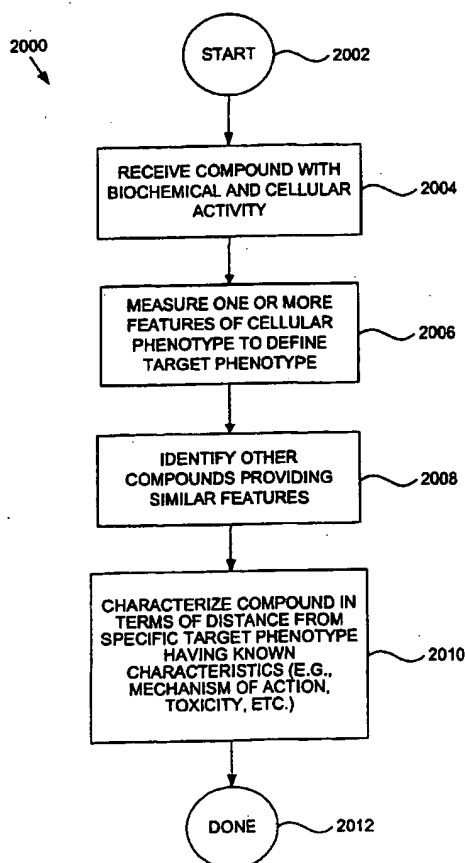 2000
START
2002
RECEIVE COMPOUND WITH
BIOCHEMICAL AND CELLULAR
ACTIVITY
2004
MEASURE ONE OR MORE
FEATURES OF CELLULAR
PHENOTYPE TO DEFINE
TARGET PHENOTYPE
2006
IDENTIFY OTHER
COMPOUNDS PROVIDING
SIMILAR FEATURES
2008
CHARACTERIZE COMPOUND IN
TERMS OF DISTANCE FROM
SPECIFIC TARGET PHENOTYPE
HAVING KNOWN
CHARACTERISTICS (E.G.,
MECHANISM OF ACTION,
TOXICITY, ETC.)
2010
DONE
2012